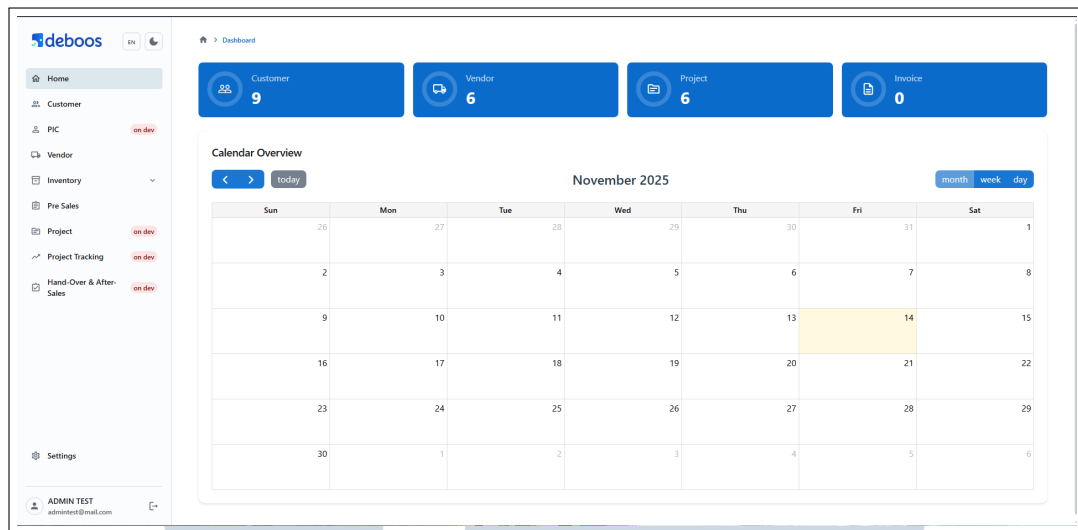 deboos EN
Home
Customer
PIC on dev
Vendor
Inventory
Pre Sales
Project on dev
Project Tracking on dev
Hand-Over & After-
Sales on dev
Settings
ADMIN TEST
admintest@mail.com
> Dashboard
Customer
9
Vendor
6
Project
6
Invoice
0
Calendar Overview
< > today November 2025 month week day
Sun Mon Tue Wed Thu Fri Sat
26 27 28 29 30 31 1
2 3 4 5 6 7 8
9 10 11 12 13 14 15
16 17 18 19 20 21 22
23 24 25 26 27 28 29
30 1 2 3 4 5 6